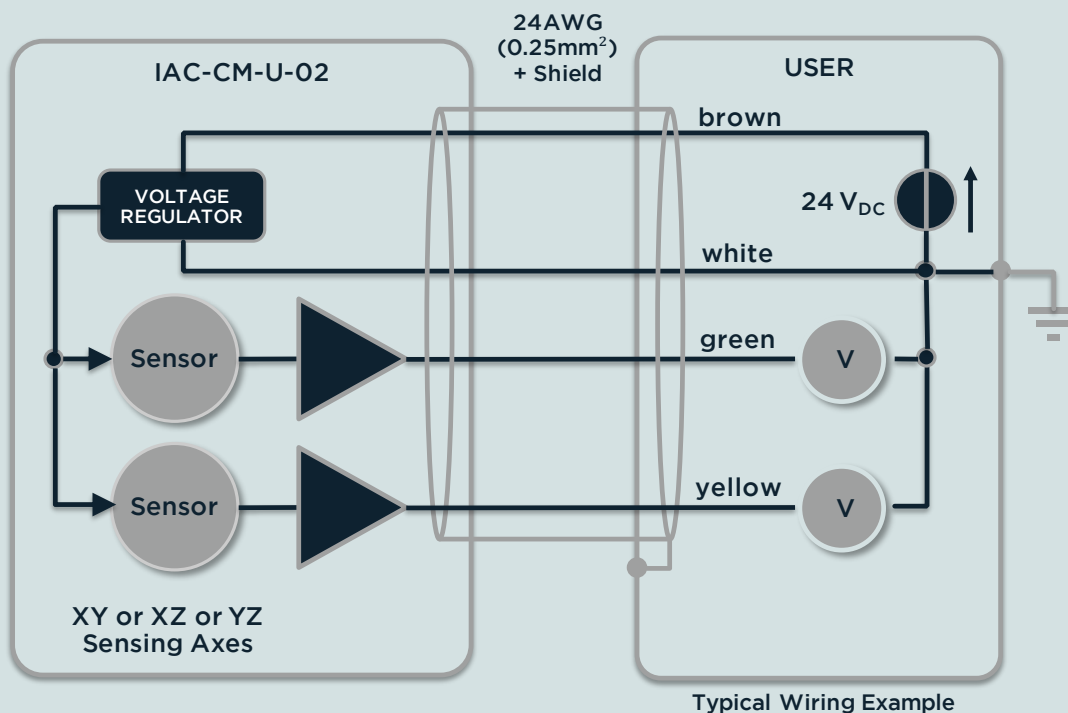 24AWG
(0.25mm²)
+ Shield
IAC-CM-U-02
USER
brown
VOLTAGE
REGULATOR
24 VDC
white
Sensor
green
V
Sensor
yellow
V
XY or XZ or YZ
Sensing Axes
Typical Wiring Example